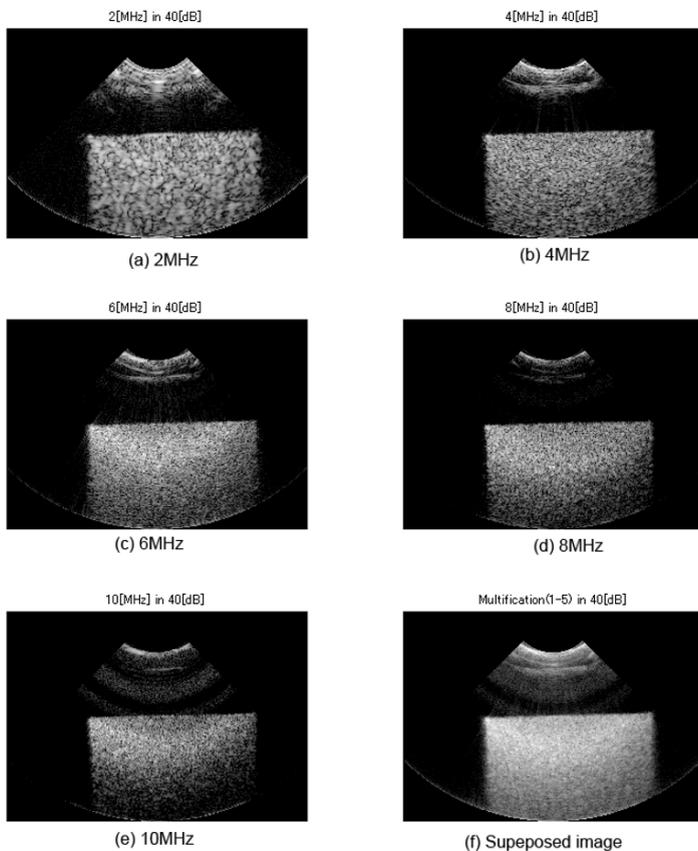 2[MHz] in 40[dB]
4[MHz] in 40[dB]
(a) 2MHz
(b) 4MHz
6[MHz] in 40[dB]
8[MHz] in 40[dB]
(c) 6MHz
(d) 8MHz
10[MHz] in 40[dB]
Multification(1-5) in 40[dB]
(e) 10MHz
(f) Supeposed image